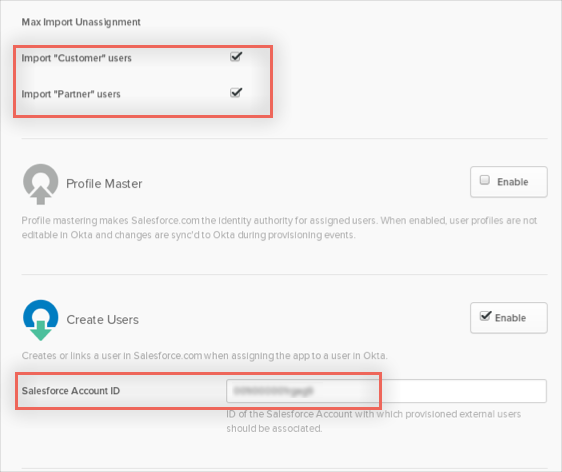 Max Import Unassignment
Import "Customer" users
Import "Partner" users
Profile Master
Enable
Profile mastering makes Salesforce.com the identity authority for assigned users. When enabled, user profiles are not
editable in Okta and changes are sync'd to Okta during provisioning events.
Create Users
Enable
Creates or links a user in Salesforce.com when assigning the app to a user in Okta.
Salesforce Account ID
ID of the Salesforce Account with which provisioned external users
should be associated.